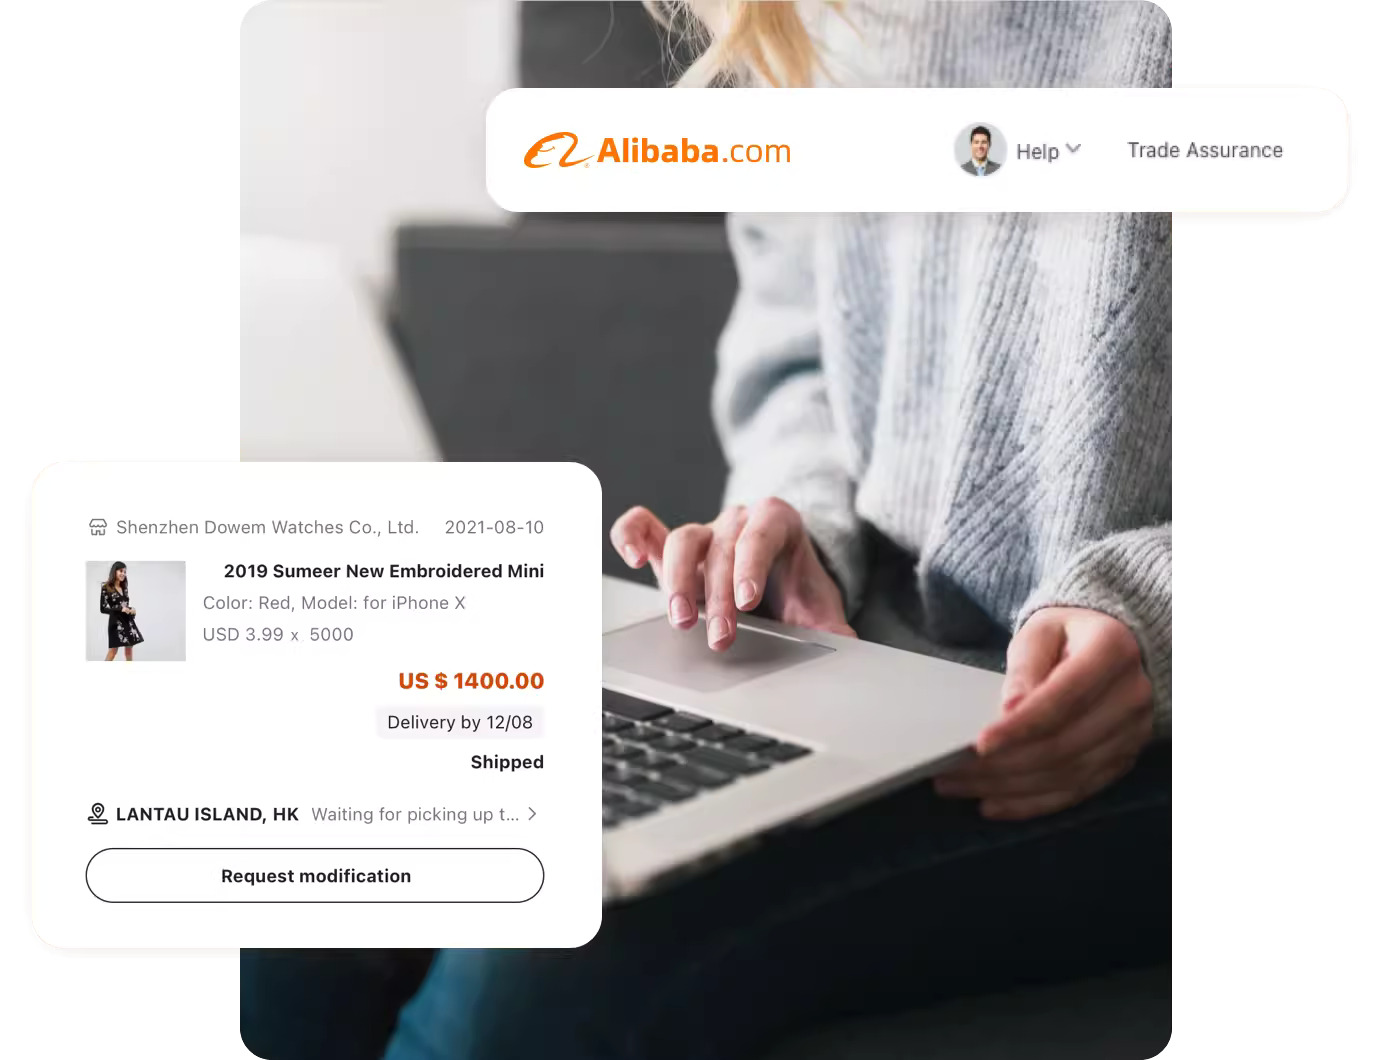 Alibaba.com
Help
Trade Assurance
Shenzhen Dowem Watches Co., Ltd. 2021-08-10
2019 Sumeer New Embroidered Mini
Color: Red, Model: for iPhone X
USD 3.99 x 5000
US $ 1400.00
Delivery by 12/08
Shipped
LANTAU ISLAND, HK Waiting for picking up t...
Request modification